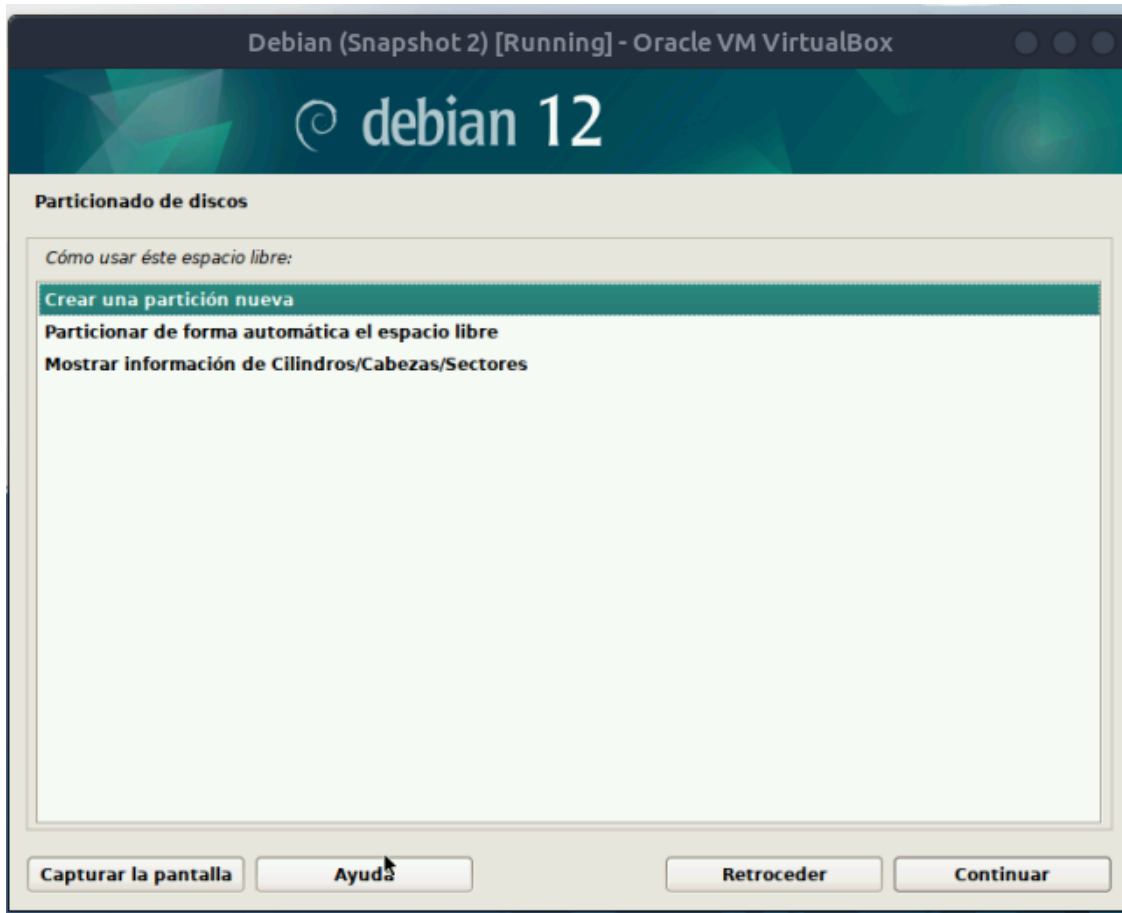 Debian (Snapshot 2) [Running] - Oracle VM VirtualBox
debian 12
Particionado de discos
Cómo usar éste espacio libre:
Crear una partición nueva
Particionar de forma automática el espacio libre
Mostrar información de Cilindros/Cabezas/Sectores
Capturar la pantalla
Ayuda
Retroceder
Continuar